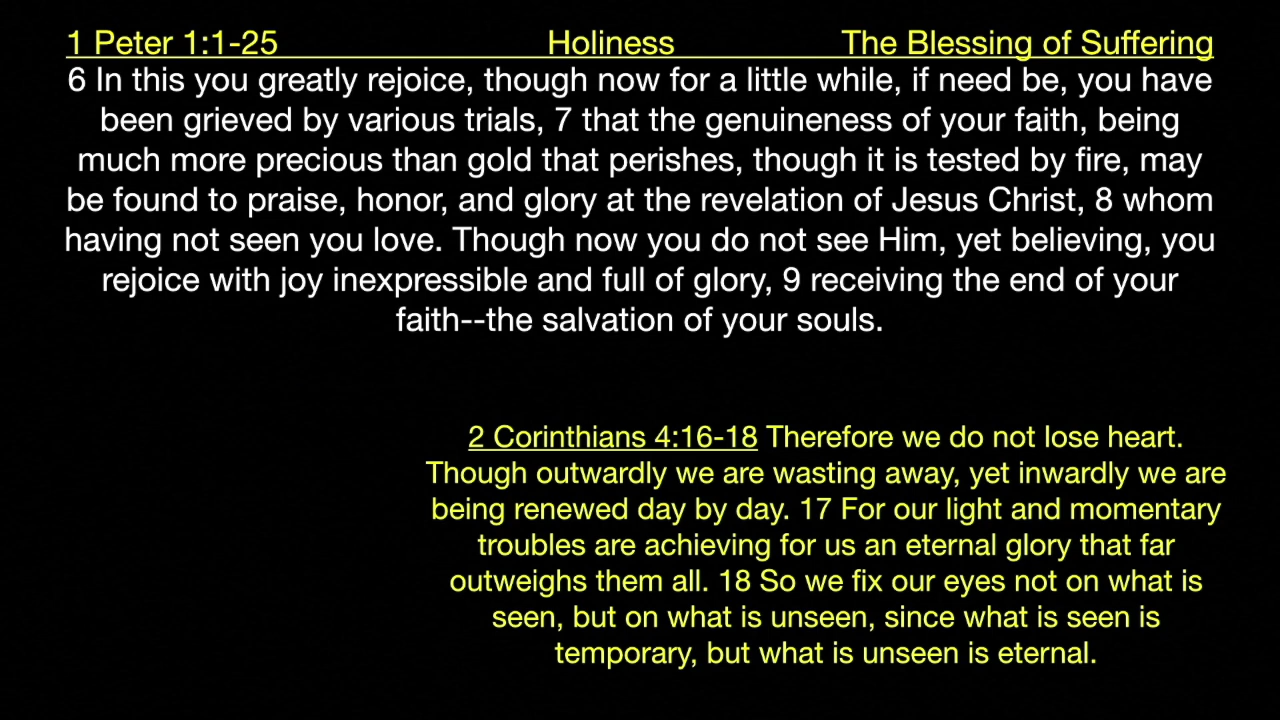 1 Peter 1:1-25 Holiness The Blessing of Suffering
6 In this you greatly rejoice, though now for a little while, if need be, you have
been grieved by various trials, 7 that the genuineness of your faith, being
much more precious than gold that perishes, though it is tested by fire, may
be found to praise, honor, and glory at the revelation of Jesus Christ, 8 whom
having not seen you love. Though now you do not see Him, yet believing, you
rejoice with joy inexpressible and full of glory, 9 receiving the end of your
faith--the salvation of your souls.
2 Corinthians 4:16-18 Therefore we do not lose heart.
Though outwardly we are wasting away, yet inwardly we are
being renewed day by day. 17 For our light and momentary
troubles are achieving for us an eternal glory that far
outweighs them all. 18 So we fix our eyes not on what is
seen, but on what is unseen, since what is seen is
temporary, but what is unseen is eternal.